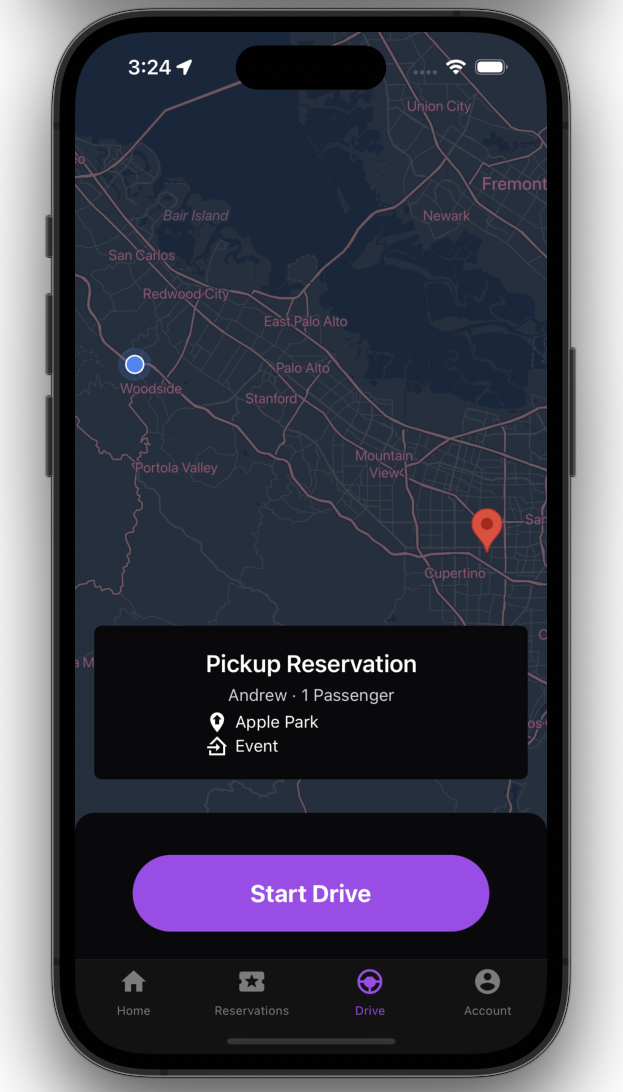 3:24
Union City
Fremont
Bair Island
Newark
San Carlos
Redwood City
East Palo Alto
Palo Alto
Woodside
Stanford
Mountain
View
Portola Valley
Cupertino
Pickup Reservation
Andrew · 1 Passenger
Apple Park
Event
Start Drive
Home
Reservations
Drive
Account